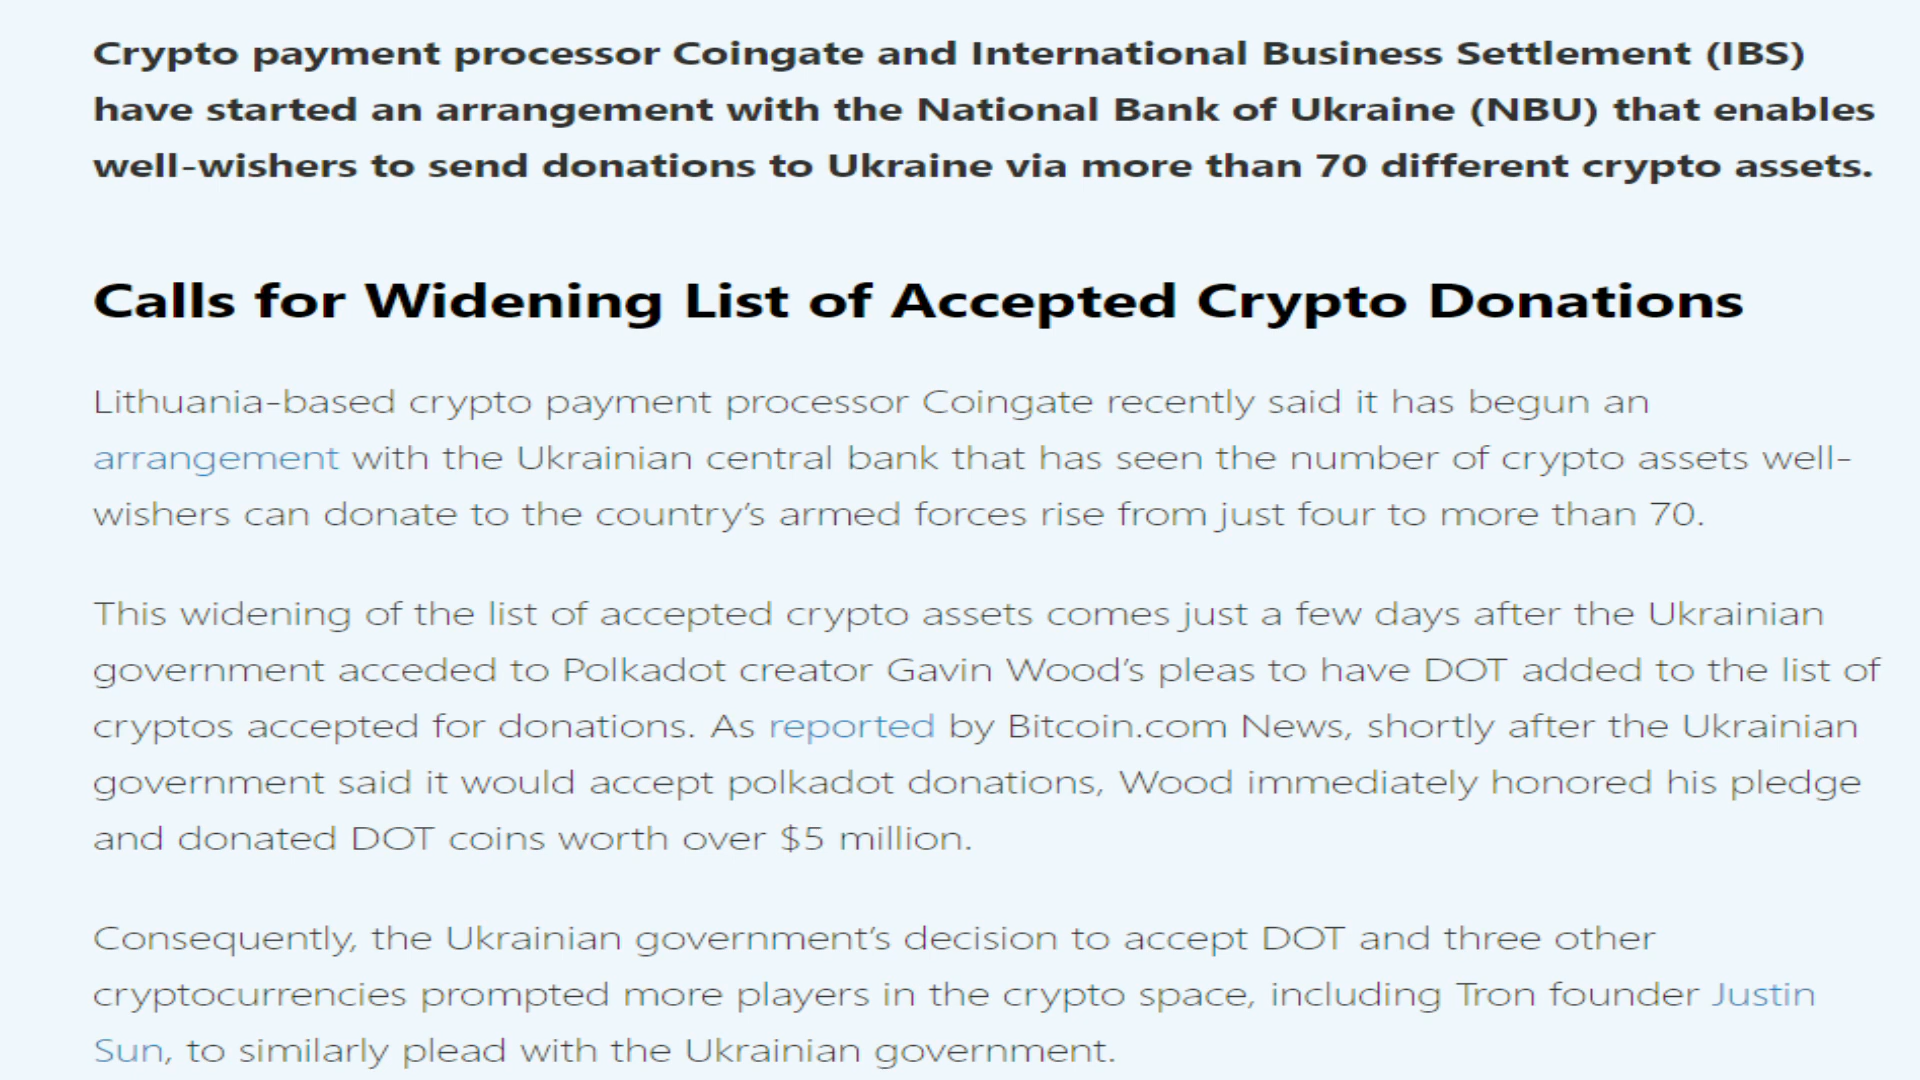 Crypto payment processor Coingate and International Business Settlement (IBS)
have started an arrangement with the National Bank of Ukraine (NBU) that enables
well-wishers to send donations to Ukraine via more than 70 different crypto assets.
Calls for Widening List of Accepted Crypto Donations
Lithuania-based crypto payment processor Coingate recently said it has begun an
arrangement with the Ukrainian central bank that has seen the number of crypto assets well-
wishers can donate to the country’s armed forces rise from just four to more than 70.
This widening of the list of accepted crypto assets comes just a few days after the Ukrainian
government acceded to Polkadot creator Gavin Wood’s pleas to have DOT added to the list of
cryptos accepted for donations. As reported by Bitcoin.com News, shortly after the Ukrainian
government said it would accept polkadot donations, Wood immediately honored his pledge
and donated DOT coins worth over $5 million.
Consequently, the Ukrainian government’s decision to accept DOT and three other
cryptocurrencies prompted more players in the crypto space, including Tron founder Justin
Sun, to similarly plead with the Ukrainian government.